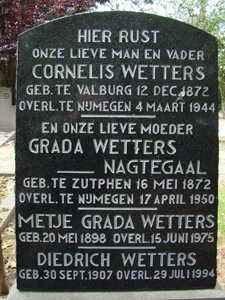 HIER RUST
ONZE LIEVE MAN EN VADER
CORNELIS WETTERS
GEB. TE VALBURG 12 DEC. 1872
OVERL. TE NIJMEGEN 4 MAART 1944
EN ONZE LIEVE MOEDER
GRADA WETTERS
NAGTEGAAL
GEB. TE ZUTPHEN 16 MEI 1872
OVERL. TE NIJMEGEN 17 APRIL 1950
METJE GRADA WETTERS
GEB. 20 MEI 1898 OVERL. 15 JUNI 1975
DIEDRICH WETTERS
GEB. 30 SEPT. 1907 OVERL. 29 JULI 1994